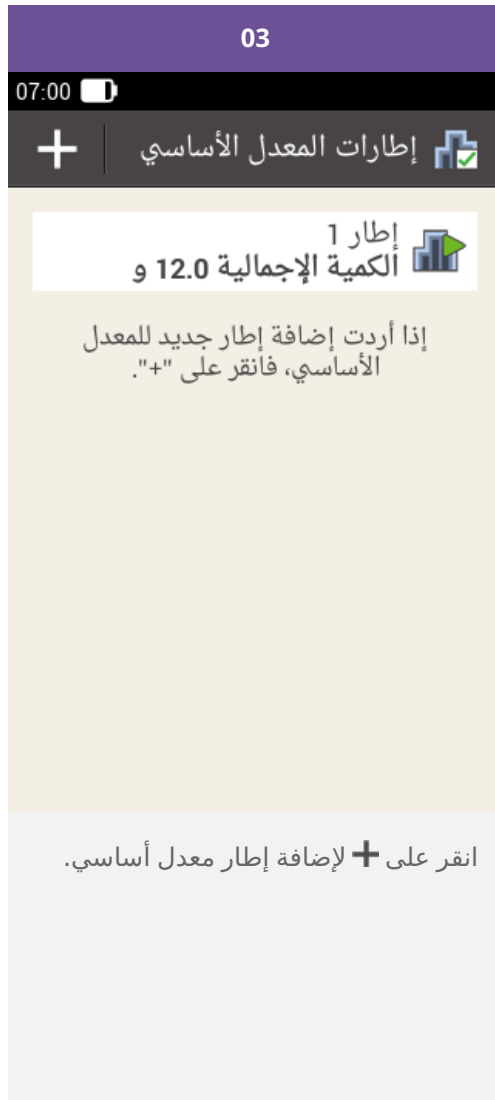 03
07:00
إطارات المعدل الأساسي
إطار 1
الكمية الإجمالية 12.0 و
إذا أردت إضافة إطار جديد للمعدل
الأساسي، فانقر على "+".
انقر على + لإضافة إطار معدل أساسي.